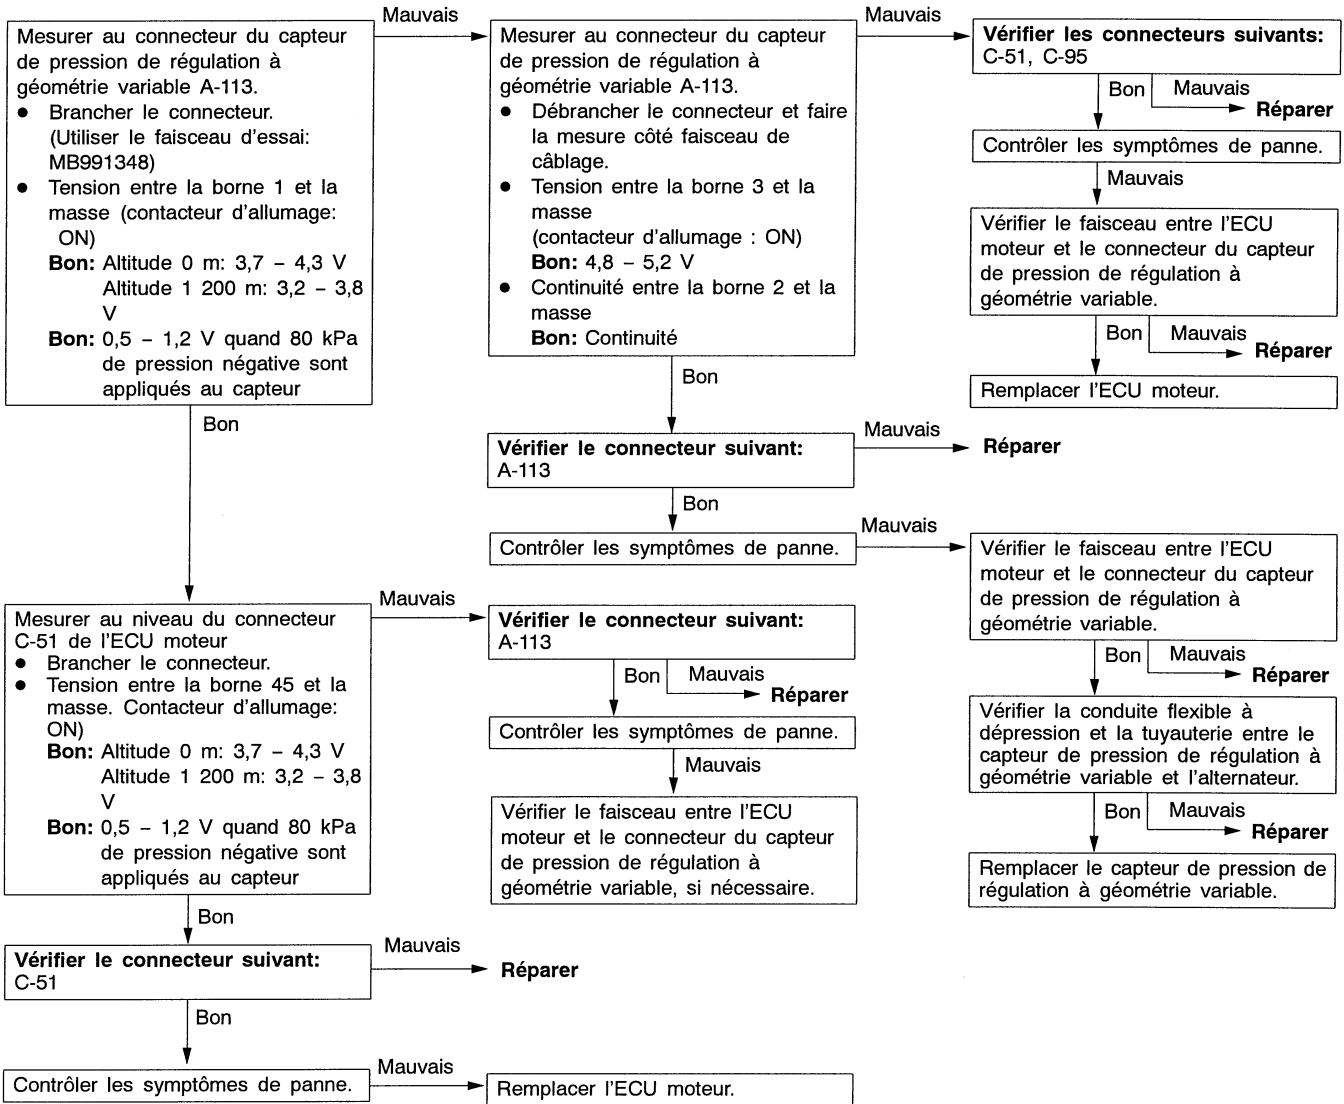 Mauvais
Mauvais
Mesurer au connecteur du capteur
de pression de régulation à
géométrie variable A-113.
● Brancher le connecteur.
(Utiliser le faisceau d'essai:
MB991348)
● Tension entre la borne 1 et la
masse (contacteur d'allumage:
ON)
Bon: Altitude 0 m: 3,7 – 4,3 V
Altitude 1 200 m: 3,2 – 3,8
V
Bon: 0,5 – 1,2 V quand 80 kPa
de pression négative sont
appliqués au capteur
Mesurer au connecteur du capteur
de pression de régulation à
géométrie variable A-113.
● Débrancher le connecteur et faire
la mesure côté faisceau de
câblage.
● Tension entre la borne 3 et la
masse
(contacteur d'allumage : ON)
Bon: 4,8 – 5,2 V
● Continuité entre la borne 2 et la
masse
Bon: Continuité
Vérifier les connecteurs suivants:
C-51, C-95
Bon
Mauvais
Réparer
Contrôler les symptômes de panne.
Mauvais
Vérifier le faisceau entre l'ECU
moteur et le connecteur du capteur
de pression de régulation à
géométrie variable.
Bon
Mauvais
Réparer
Remplacer l'ECU moteur.
Bon
Bon
Vérifier le connecteur suivant:
A-113
Mauvais
Réparer
Bon
Contrôler les symptômes de panne.
Mauvais
Vérifier le faisceau entre l'ECU
moteur et le connecteur du capteur
de pression de régulation à
géométrie variable.
Bon
Mauvais
Réparer
Vérifier la conduite flexible à
dépression et la tuyauterie entre le
capteur de pression de régulation à
géométrie variable et l'alternateur.
Bon
Mauvais
Réparer
Remplacer le capteur de pression de
régulation à géométrie variable.
Mesurer au niveau du connecteur
C-51 de l'ECU moteur
● Brancher le connecteur.
● Tension entre la borne 45 et la
masse. Contacteur d'allumage:
ON)
Bon: Altitude 0 m: 3,7 – 4,3 V
Altitude 1 200 m: 3,2 – 3,8
V
Bon: 0,5 – 1,2 V quand 80 kPa
de pression négative sont
appliqués au capteur
Mauvais
Vérifier le connecteur suivant:
A-113
Bon
Mauvais
Réparer
Contrôler les symptômes de panne.
Mauvais
Vérifier le faisceau entre l'ECU
moteur et le connecteur du capteur
de pression de régulation à
géométrie variable, si nécessaire.
Bon
Vérifier le connecteur suivant:
C-51
Mauvais
Réparer
Bon
Contrôler les symptômes de panne.
Mauvais
Remplacer l'ECU moteur.